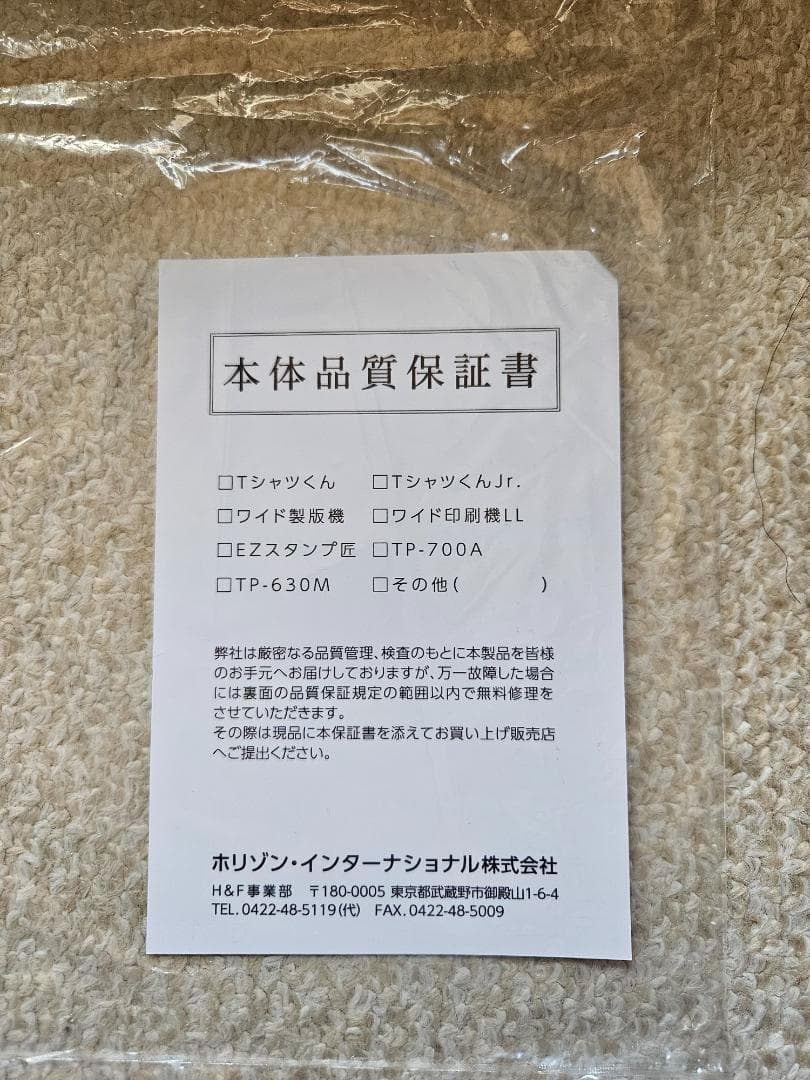 本体品質保証書
□Tシャツくん □TシャツくんJr.
□ワイド製版機 □ワイド印刷機LL
□EZスタンプ匠 □TP-700A
□TP-630M □その他( )
弊社は厳密なる品質管理、検査のもとに本製品を皆様
のお手元へお届けしておりますが、万一故障した場合
には裏面の品質保証規定の範囲以内で無料修理を
させていただきます。
その際は現品に本保証書を添えてお買い上げ販売店
へご提出ください。
ホリゾン・インターナショナル株式会社
H&F事業部 〒180-0005 東京都武蔵野市御殿山1-6-4
TEL.0422-48-5119(代) FAX.0422-48-5009